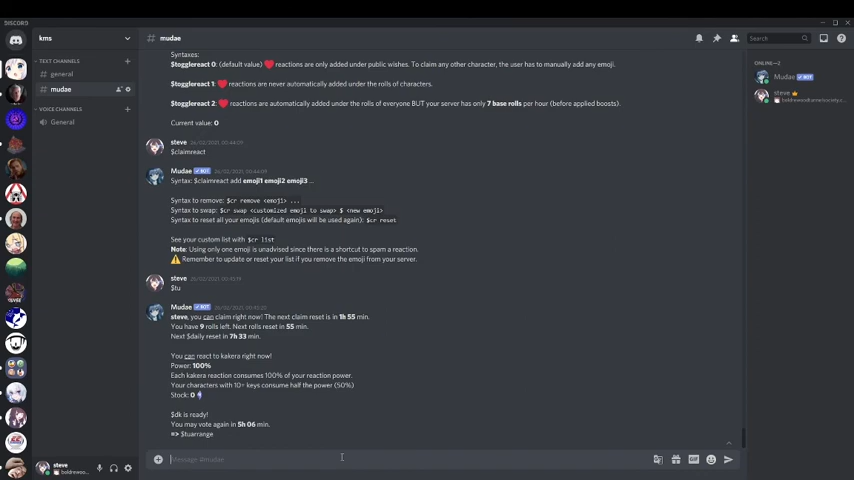 DISCORD
kms
# mudae
Search
TEXT CHANNELS
general
mudae
VOICE CHANNELS
General
Syntaxes:
$togglereact 0: (default value) ❤ reactions are only added under public wishes. To claim any other character, the user has to manually add any emoji.
$togglereact 1: ❤ reactions are never automatically added under the rolls of characters.
$togglereact 2: ❤ reactions are automatically added under the rolls of everyone BUT your server has only 7 base rolls per hour (before applied boosts).
Current value: 0
steve
$claimreact
Mudae BOT
Syntax: $claimreact add emoji1 emoji2 emoji3 ...
Syntax to remove: $cr remove <emoji> ...
Syntax to swap: $cr swap <customized emoji to swap> $ <new emoji>
Syntax to reset all your emojis (default emojis will be used again): $cr reset
See your custom list with $cr list
Note: Using only one emoji is unadvised since there is a shortcut to spam a reaction.
⚠ Remember to update or reset your list if you remove the emoji from your server.
steve
$tu
Mudae BOT
steve, you can claim right now! The next claim reset is in 1h 55 min.
You have 9 rolls left. Next rolls reset in 55 min.
Next $daily reset in 7h 33 min.
You can react to kakera right now!
Power: 100%
Each kakera reaction consumes 100% of your reaction power.
Your characters with 10+ keys consume half the power (50%)
Stock: 0
$dk is ready!
You may vote again in 5h 06 min.
=> $tuarrange
Message #mudae
GIF
steve
ONLINE—2
Mudae BOT
steve